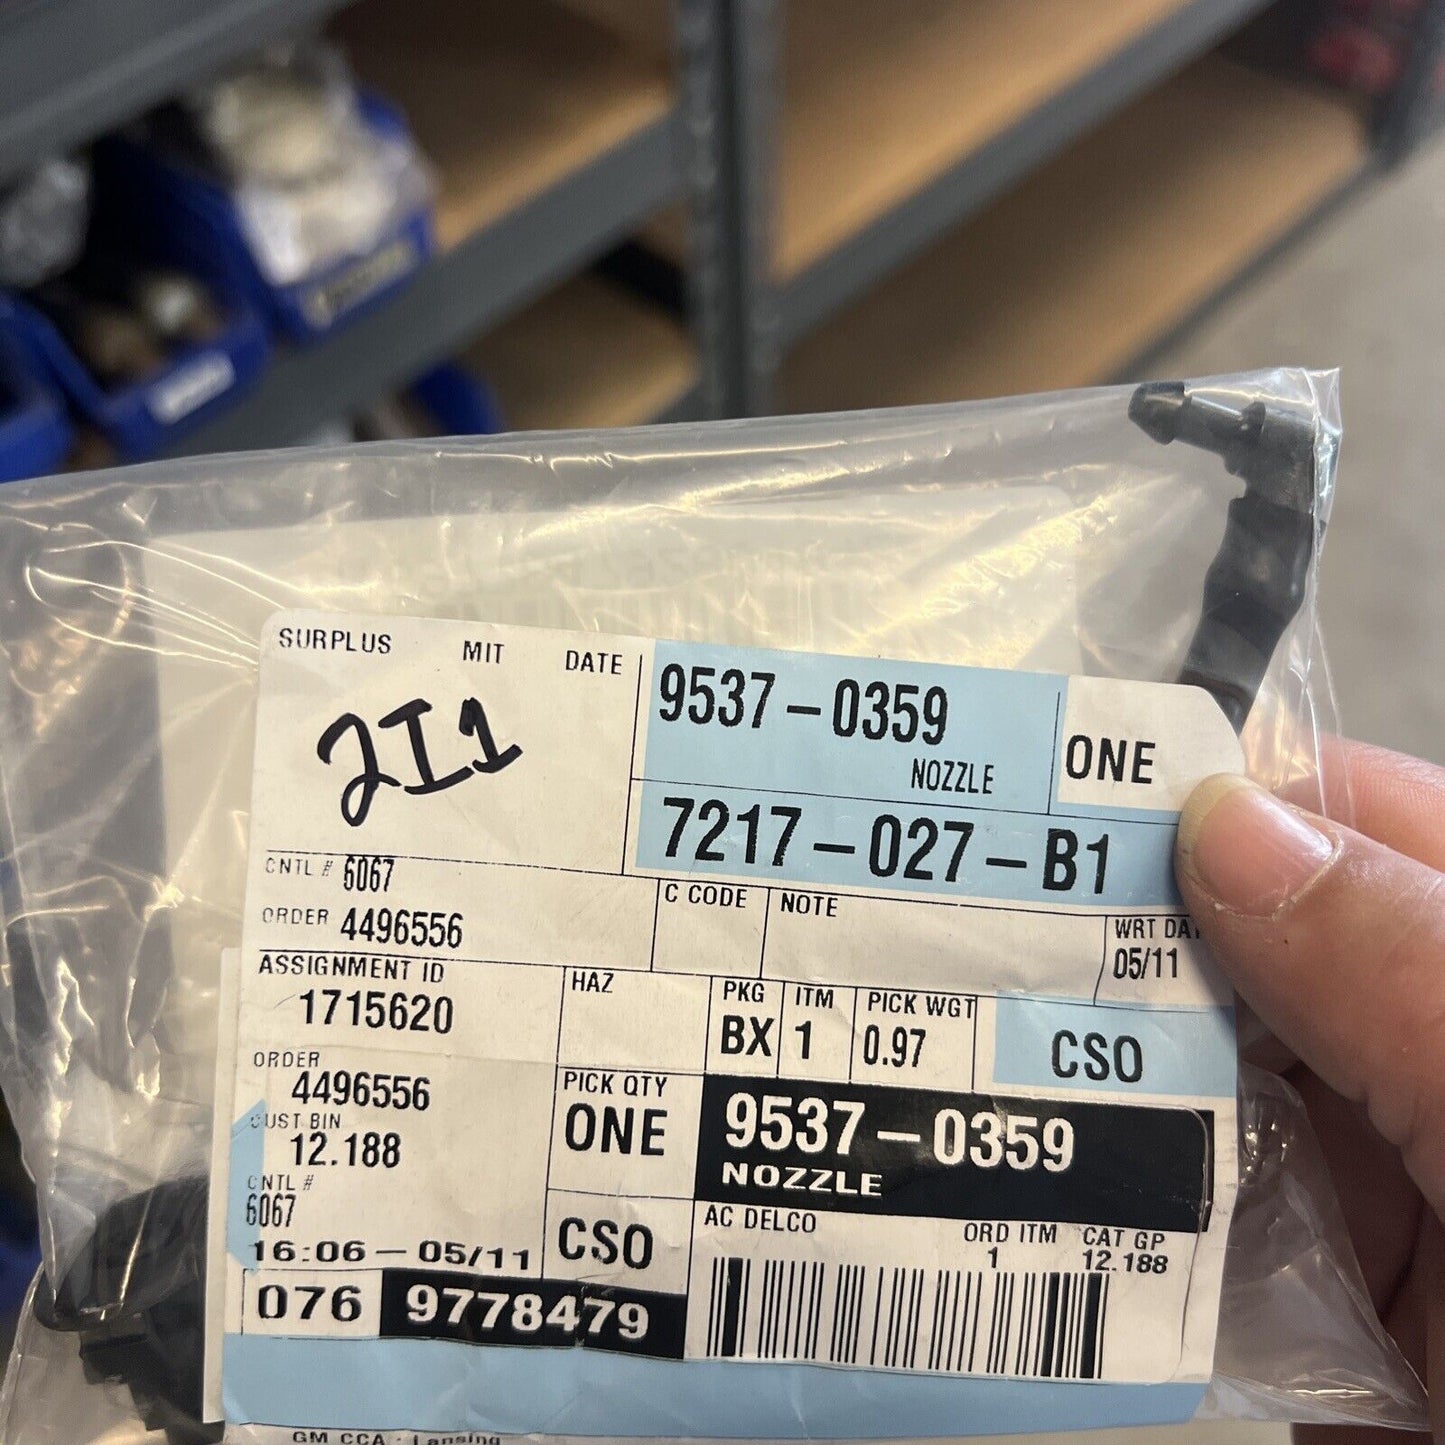 SURPLUS MIT DATE
2I1
9537-0359
NOZZLE
ONE
7217-027-B1
CNTL # 6067
ORDER 4496556
C CODE NOTE
WRT DA
05/11
ASSIGNMENT ID
1715620
HAZ
PKG ITM PICK WGT
BX 1 0.97
CSO
ORDER
4496556
CUST BIN
12.188
CNTL #
6067
16:06-05/11
PICK QTY
ONE
CSO
9537-0359
NOZZLE
AC DELCO ORD ITM CAT GP
1 12.188
076 9778479
GM CCA - Lansing